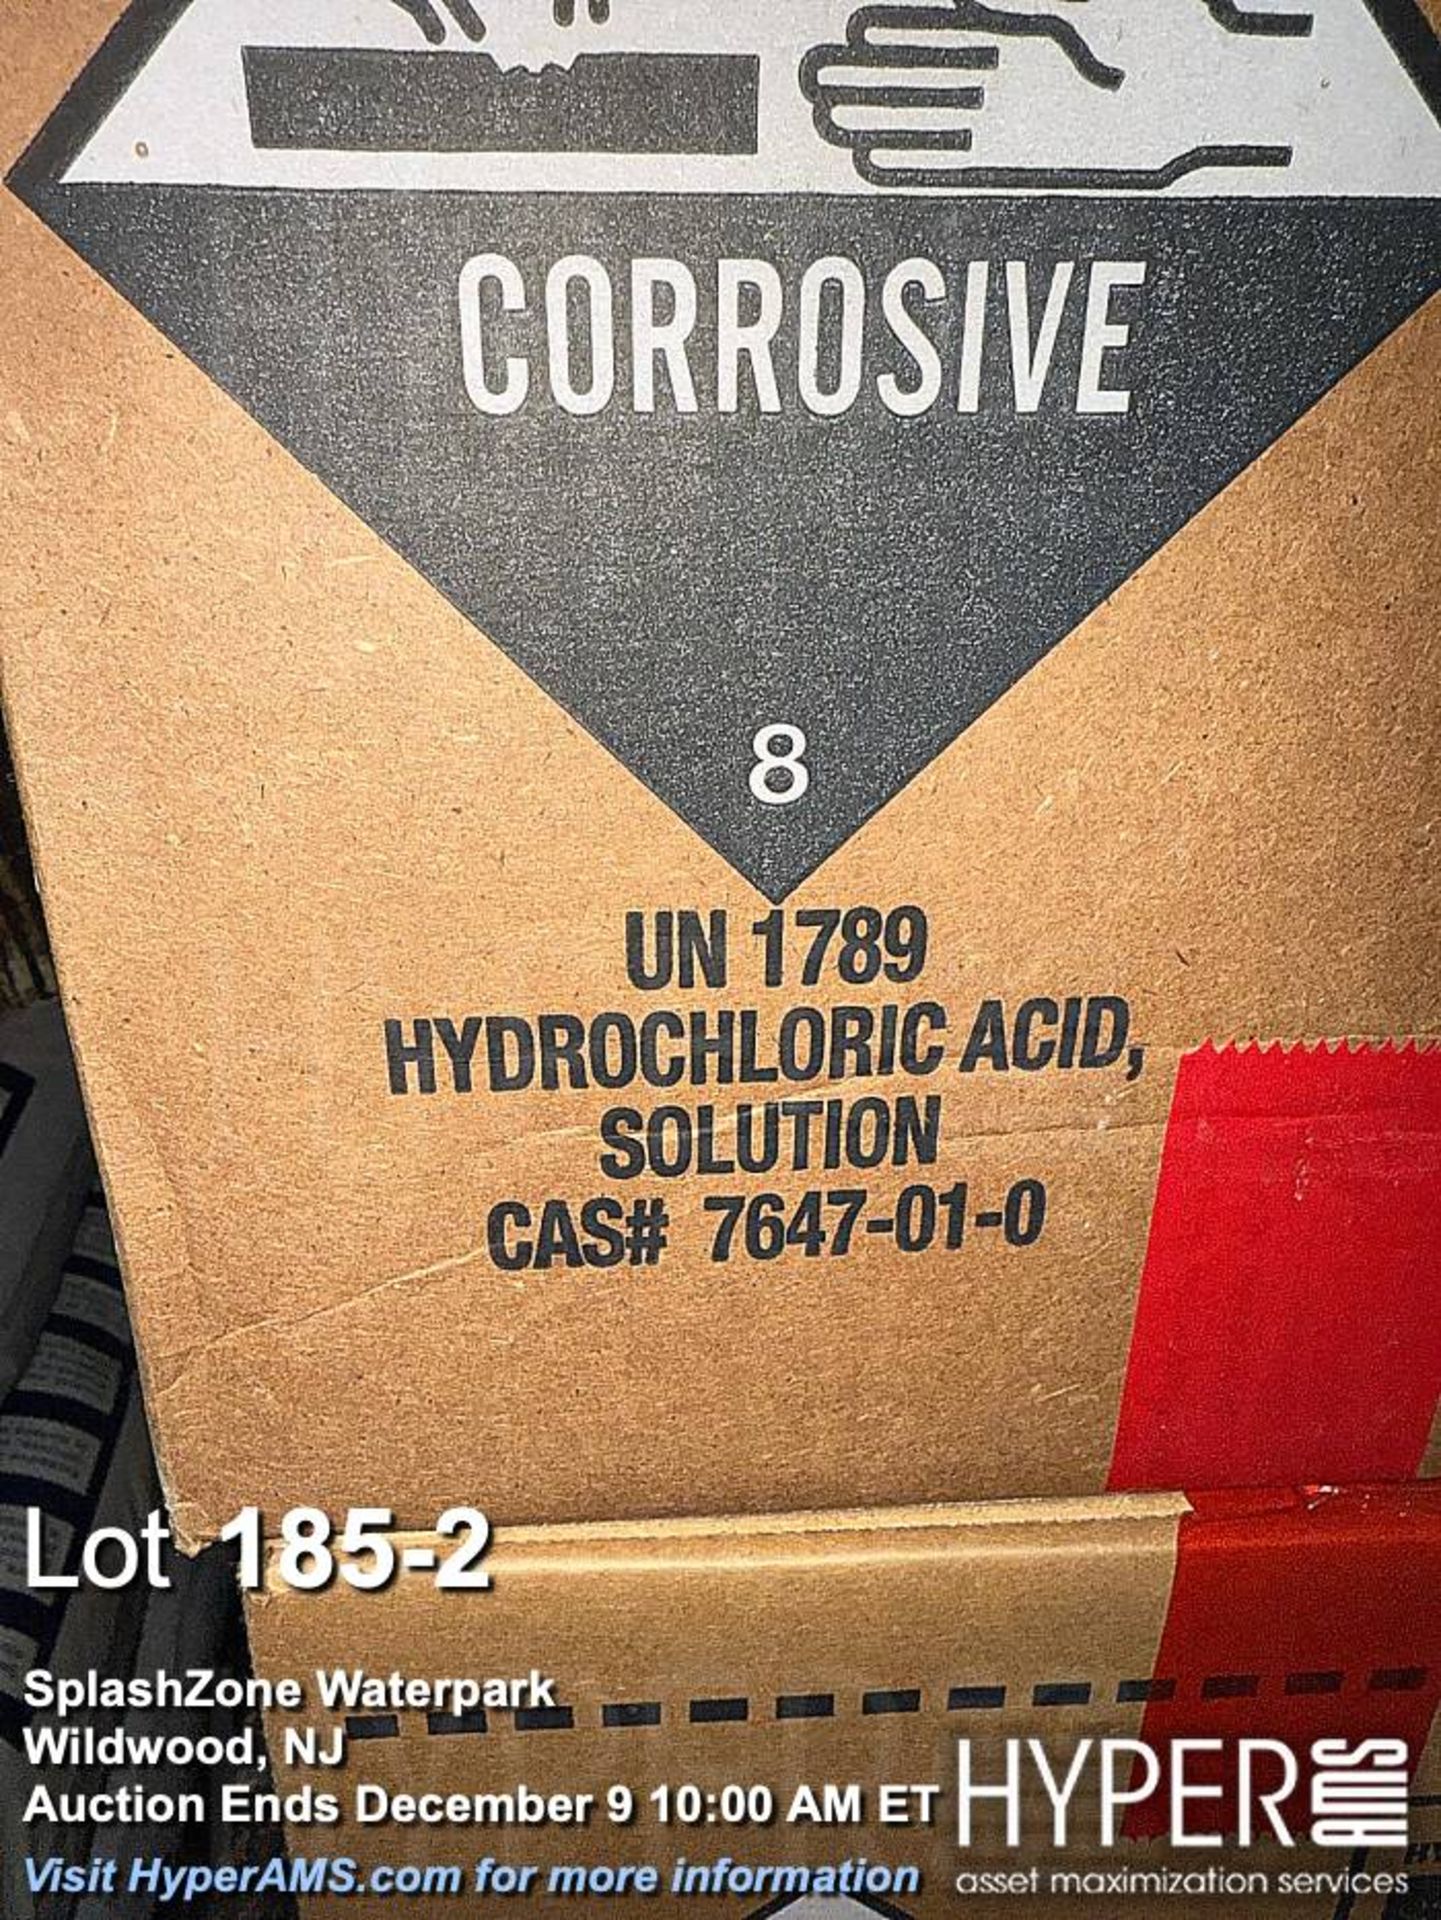 CORROSIVE
8
UN 1789
HYDROCHLORIC ACID,
SOLUTION
CAS# 7647-01-0
Lot 185-2
SplashZone Waterpark
Wildwood, NJ
Auction Ends December 9 10:00 AM ET
Visit HyperAMS.com for more information
HYPER AMS
asset maximization services